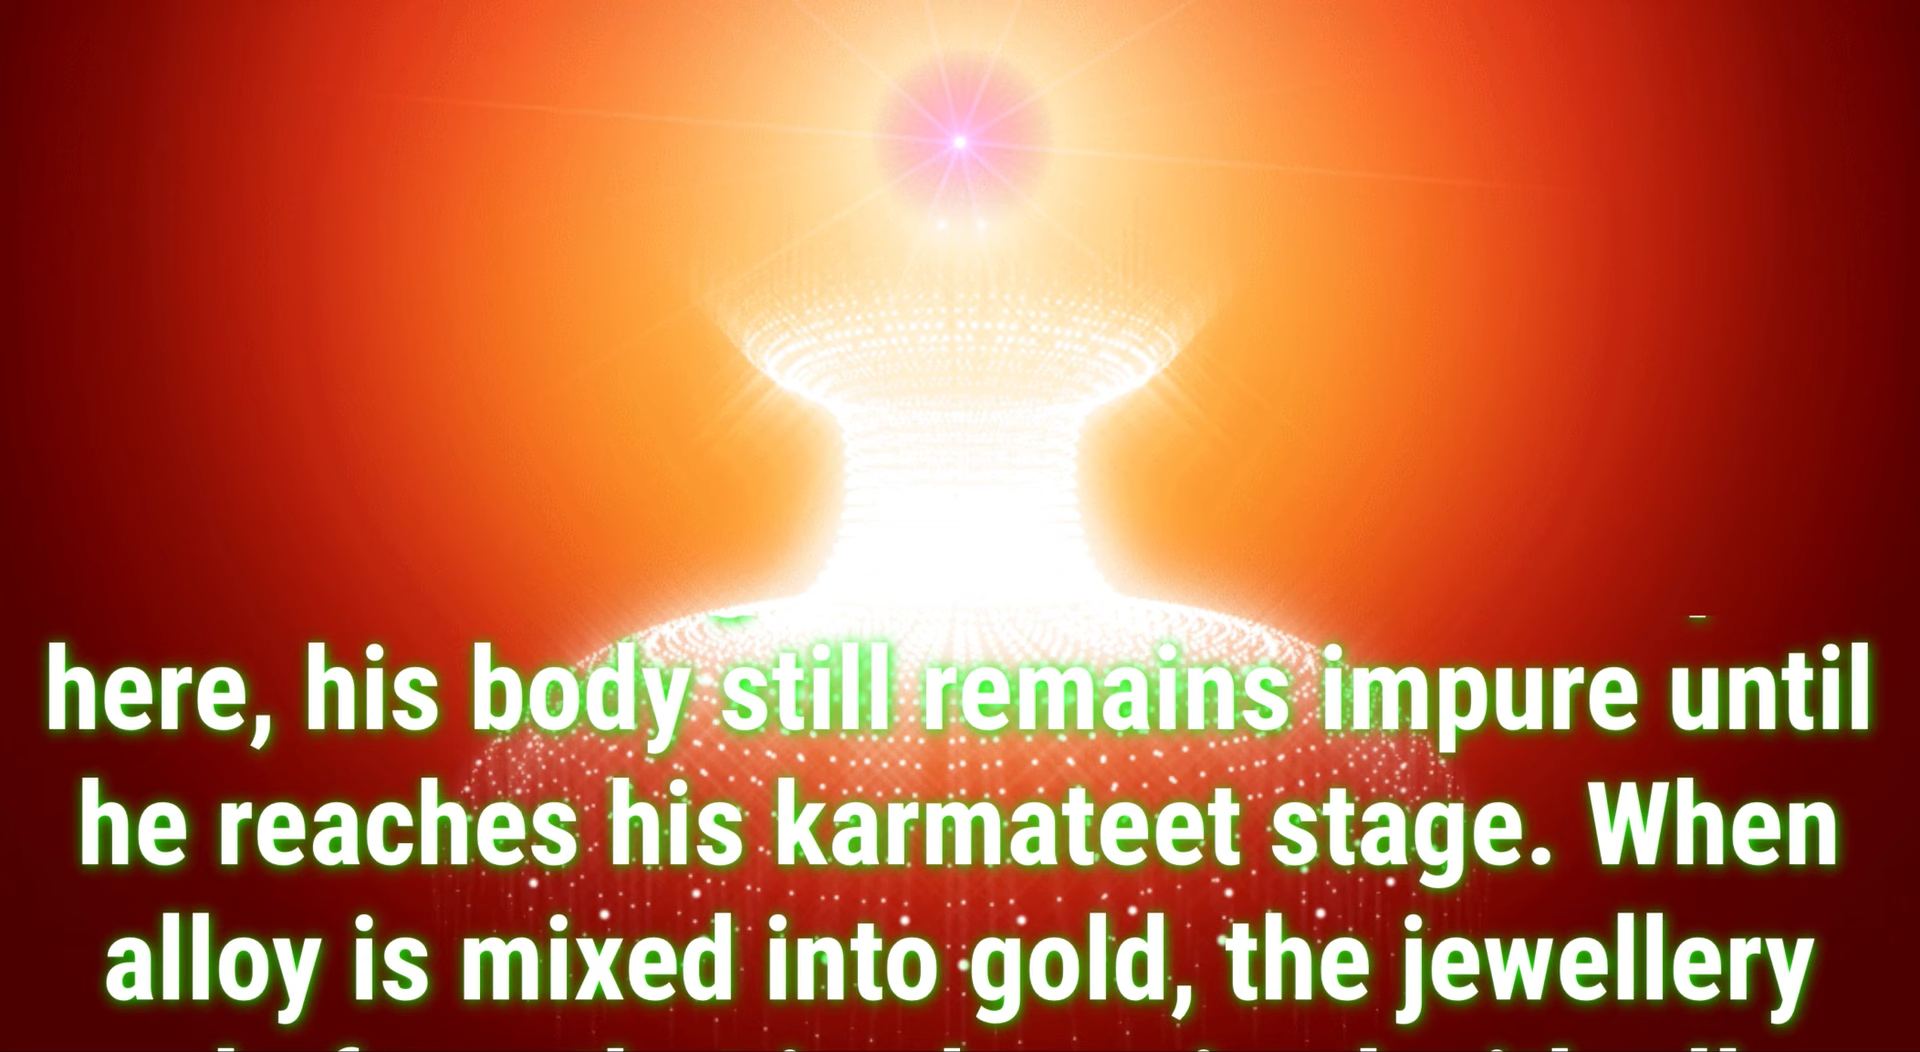 here, his body still remains impure until
he reaches his karmateet stage. When
alloy is mixed into gold, the jewellery